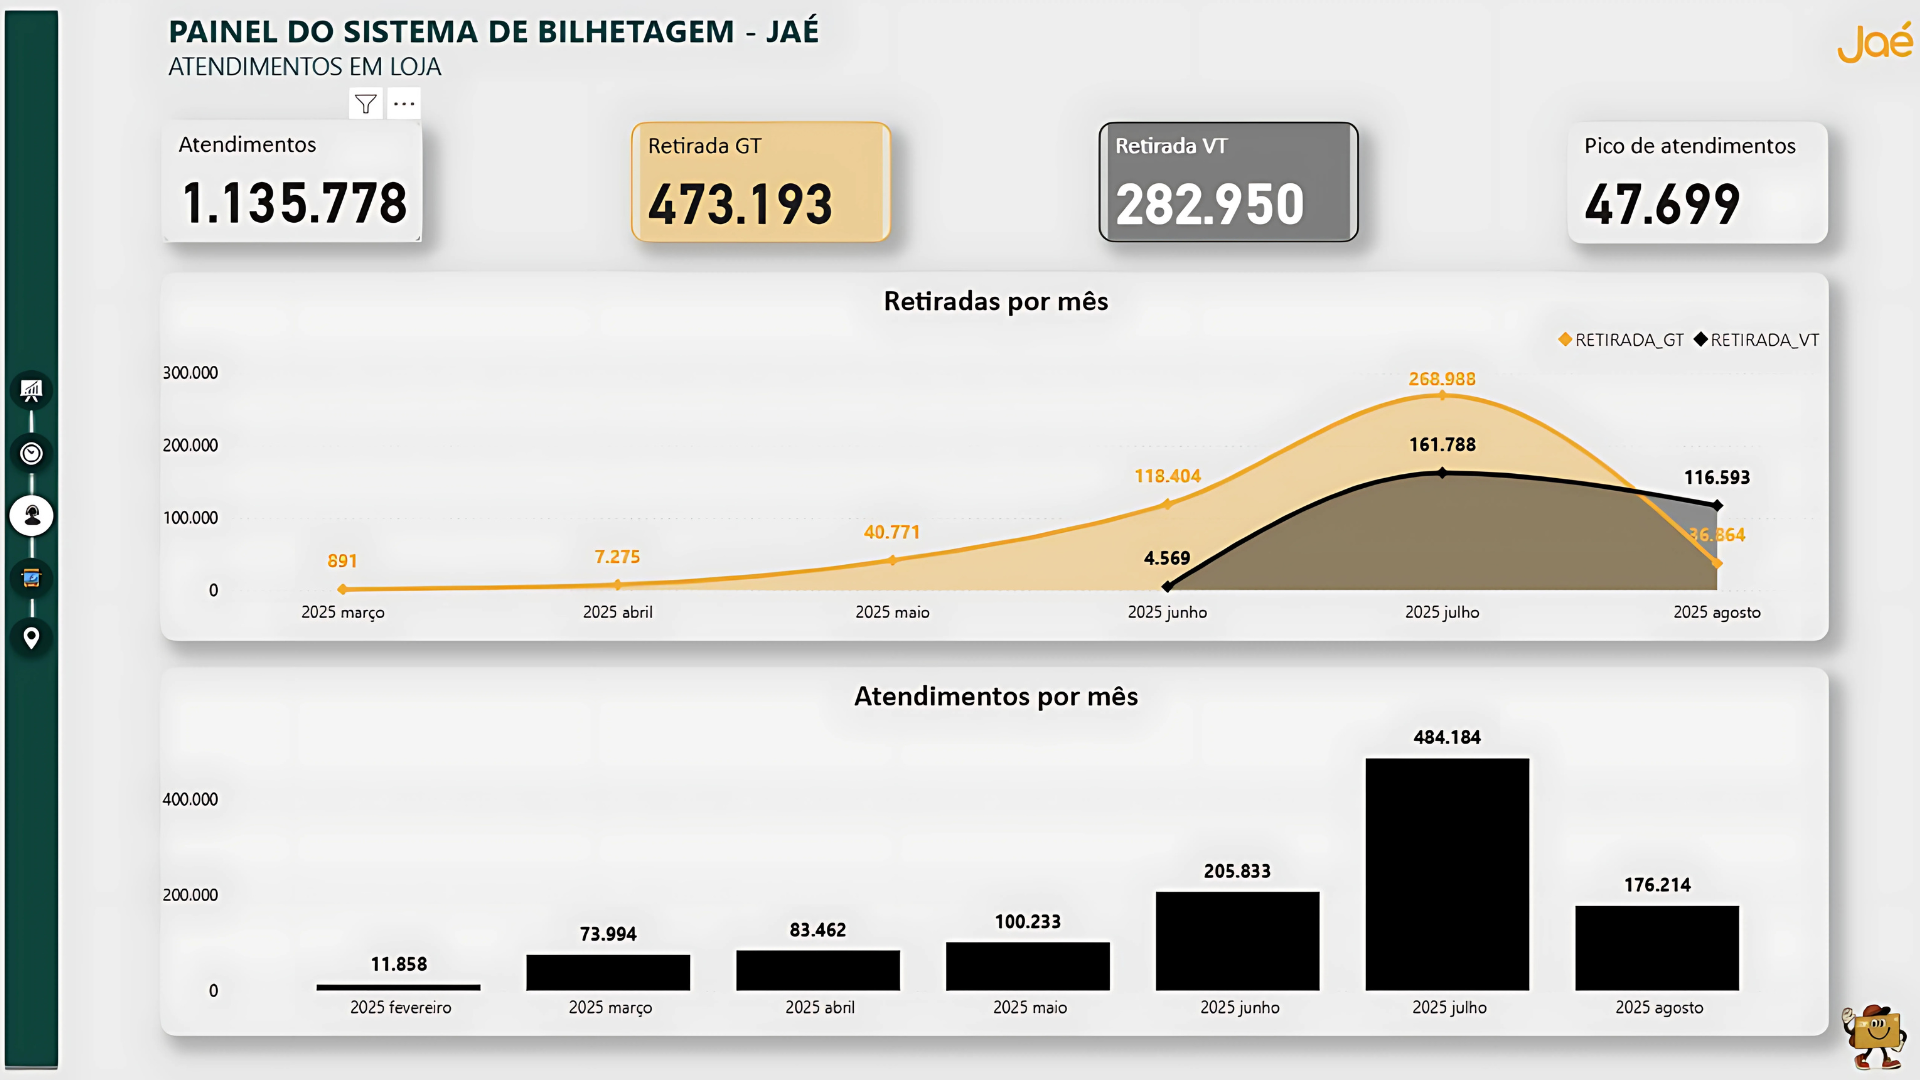 PAINEL DO SISTEMA DE BILHETAGEM - JAÉ
ATENDIMENTOS EM LOJA
Jaé
Atendimentos
1.135.778
Retirada GT
473.193
Retirada VT
282.950
Pico de atendimentos
47.699
Retiradas por mês
RETIRADA_GT RETIRADA_VT
300.000
200.000
100.000
0
891
7.275
40.771
118.404
268.988
36.864
4.569
161.788
116.593
2025 março 2025 abril 2025 maio 2025 junho 2025 julho 2025 agosto
Atendimentos por mês
400.000
200.000
0
11.858
73.994
83.462
100.233
205.833
484.184
176.214
2025 fevereiro 2025 março 2025 abril 2025 maio 2025 junho 2025 julho 2025 agosto